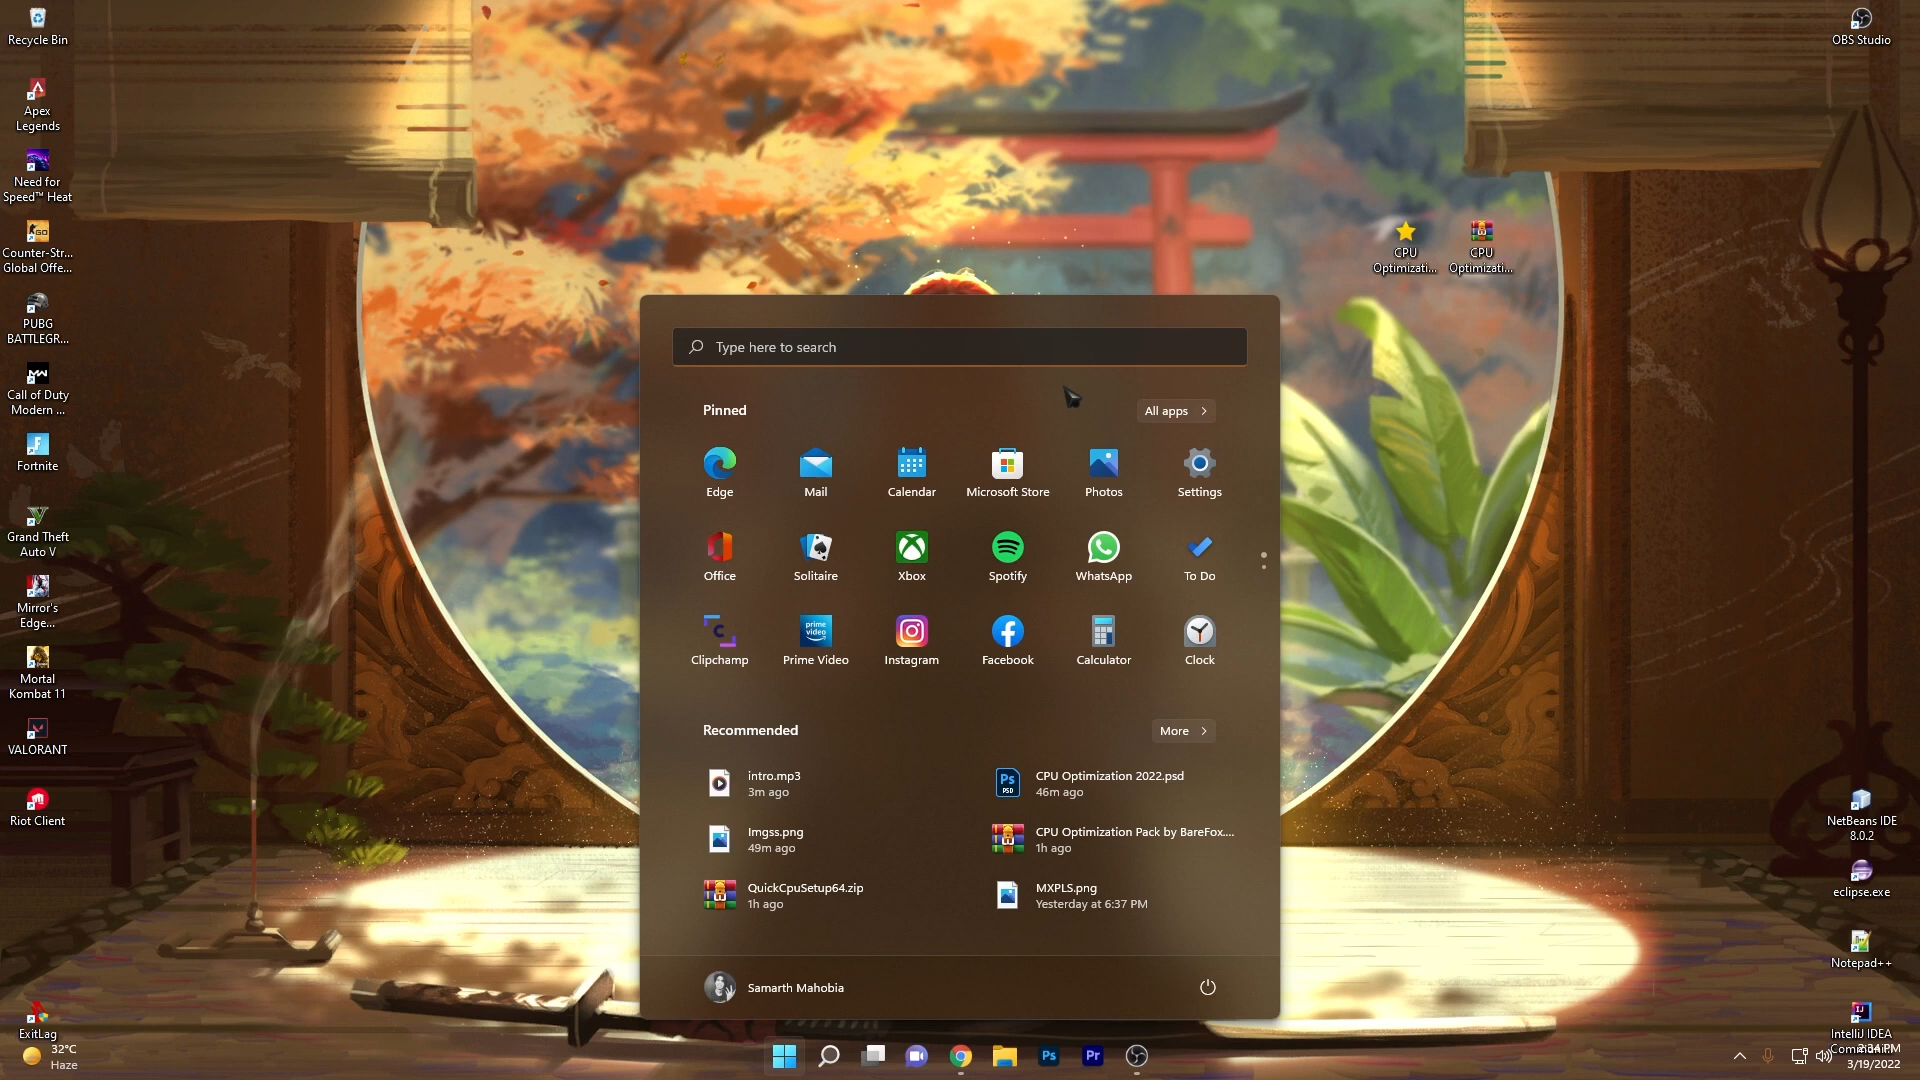 Recycle Bin
Apex
Legends
Need for
Speed™ Heat
Counter-Str...
Global Offe...
PUBG
BATTLEGR...
Call of Duty
Modern ...
Fortnite
Grand Theft
Auto V
Mirror's
Edge...
Mortal
Kombat 11
VALORANT
Riot Client
ExitLag
32°C
Haze
OBS Studio
CPU
Optimizati...
CPU
Optimizati...
Type here to search
Pinned
All apps
Edge
Mail
Calendar
Microsoft Store
Photos
Settings
Office
Solitaire
Xbox
Spotify
WhatsApp
To Do
prime
video
Clipchamp
Prime Video
Instagram
Facebook
Calculator
Clock
Recommended
More
intro.mp3
3m ago
Ps
PSD
CPU Optimization 2022.psd
46m ago
Imgss.png
49m ago
CPU Optimization Pack by BareFox....
1h ago
QuickCpuSetup64.zip
1h ago
MXPLS.png
Yesterday at 6:37 PM
Samarth Mahobia
NetBeans IDE
8.0.2
eclipse.exe
Notepad++
IntelliJ IDEA
Ps
Pr
3/19/2022